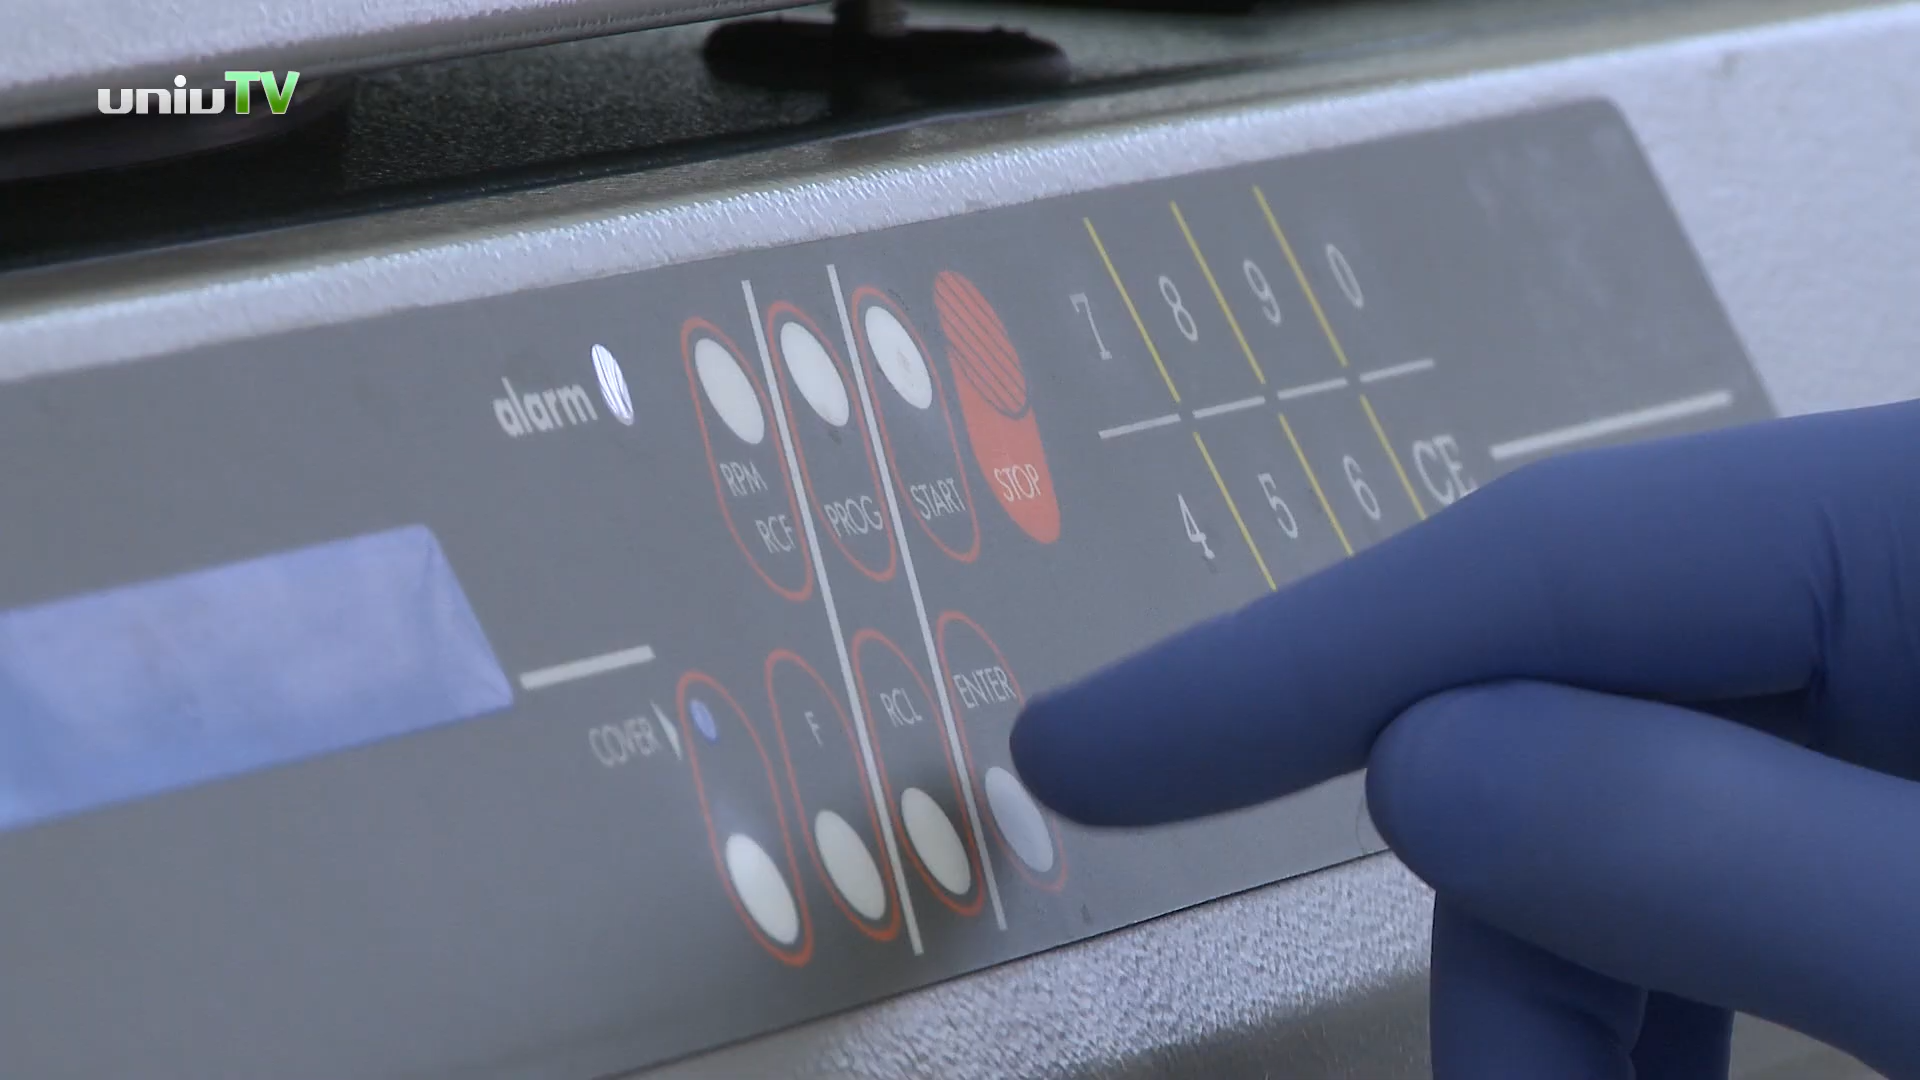 uniuTV
alarm
RPM
RCF
PROG
START
STOP
7 8 9 0
4 5 6 CE
COVER
F
RCL
ENTER